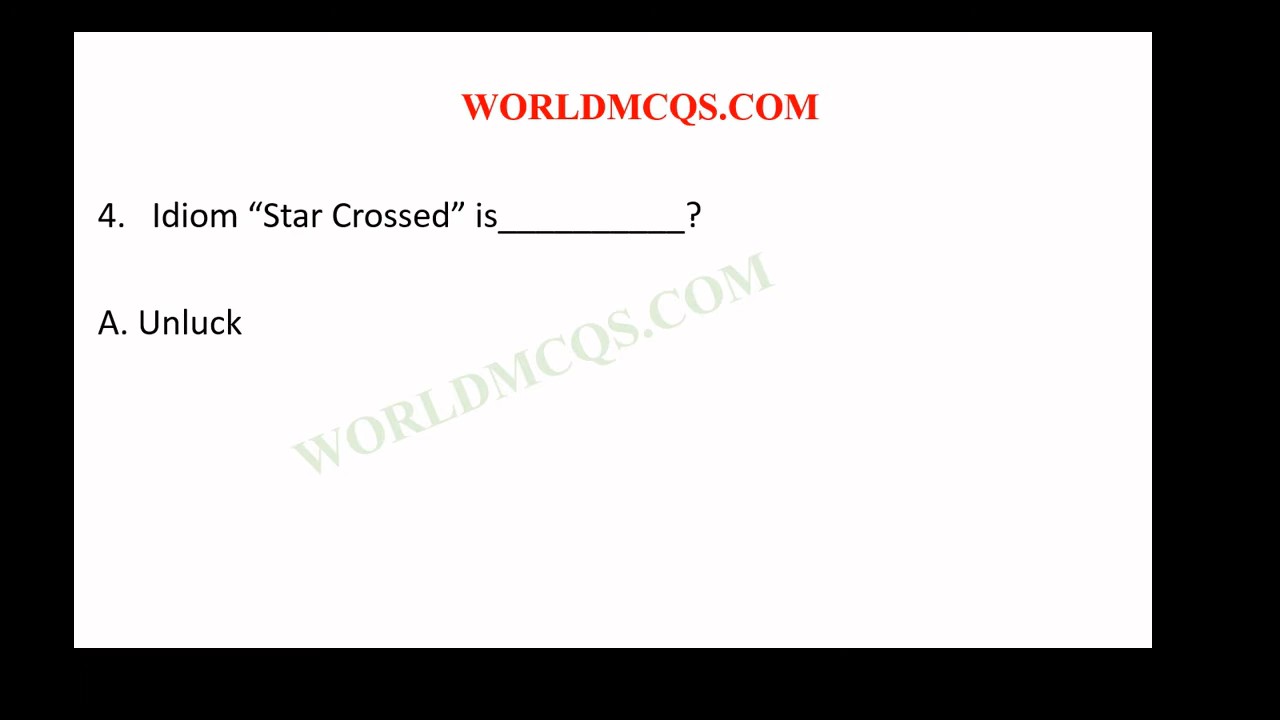 WORLDMCQS.COM
4. Idiom “Star Crossed” is__________?
A. Unluck
WORLDMCQS.COM